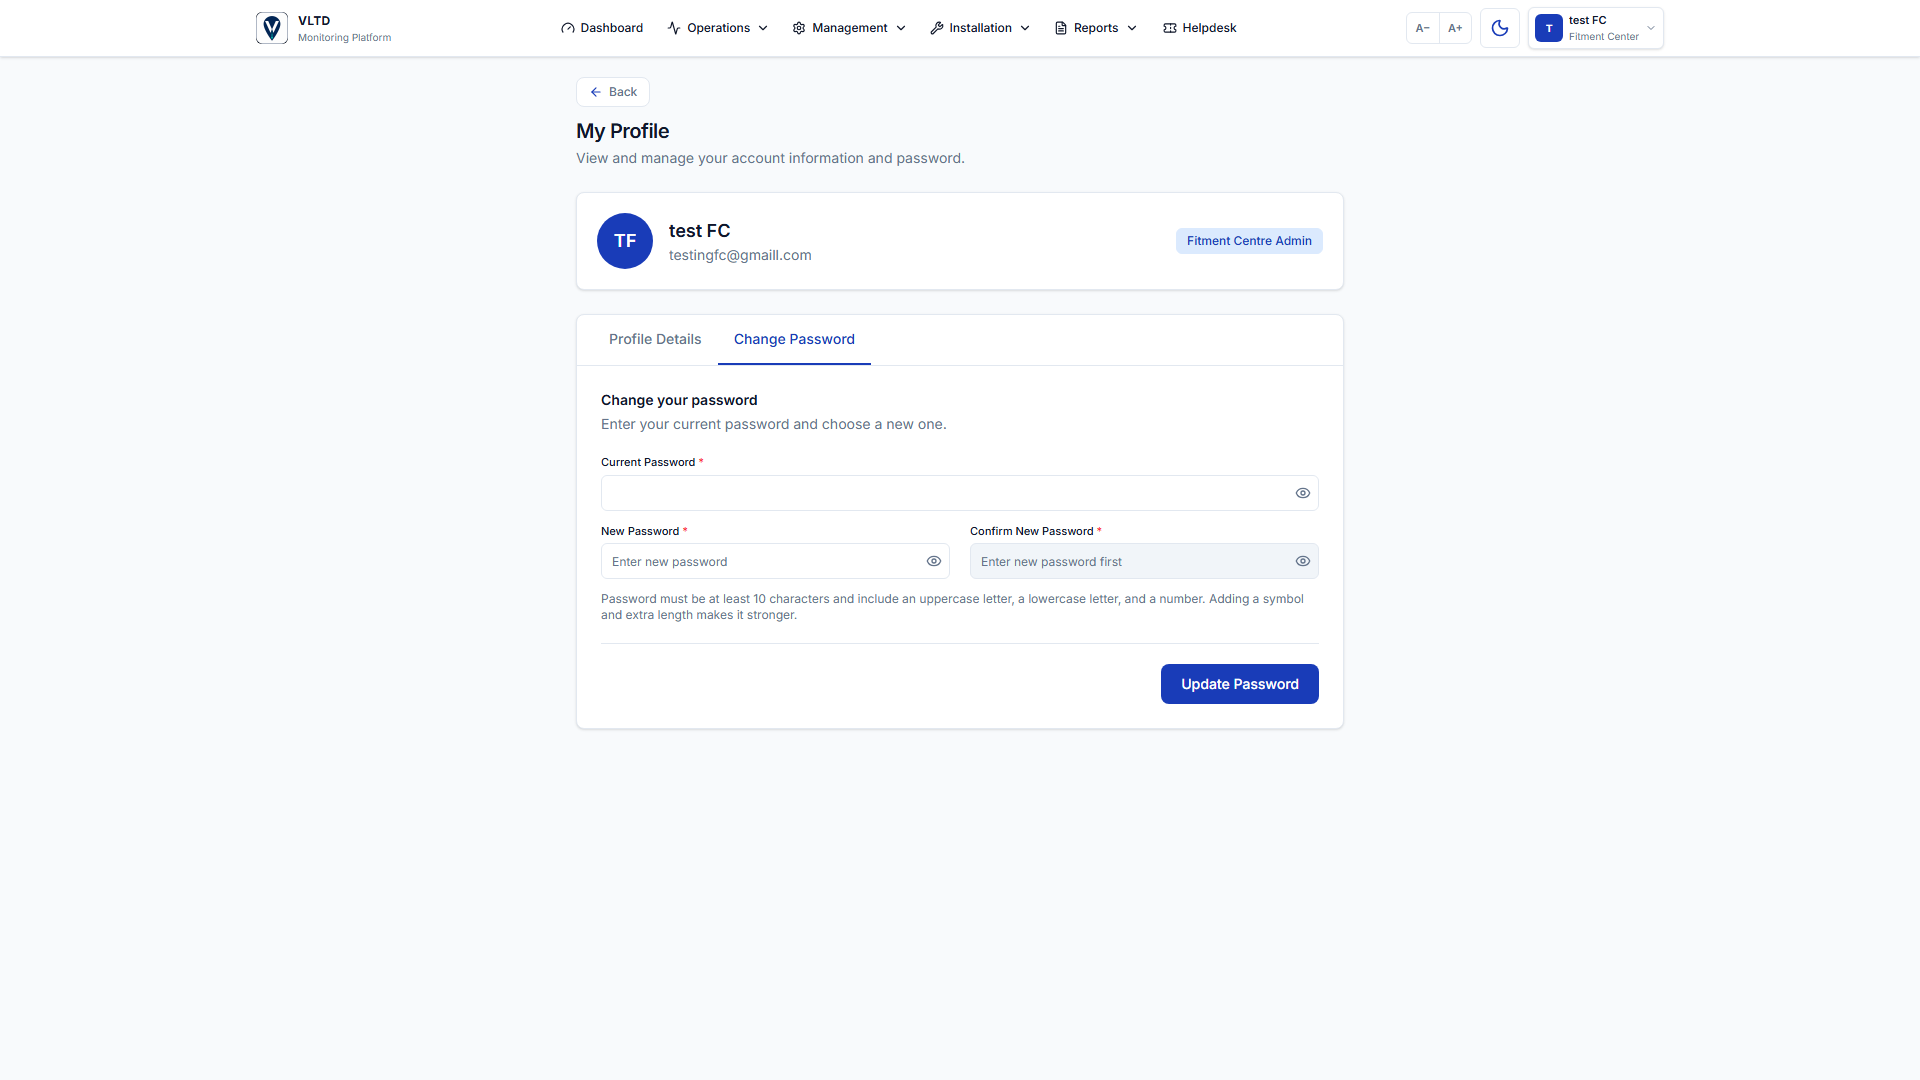 VLTD
Monitoring Platform
Dashboard
Operations
Management
Installation
Reports
Helpdesk
A−
A+
T
test FC
Fitment Center
Back
My Profile
View and manage your account information and password.
TF
test FC
testingfc@gmaill.com
Fitment Centre Admin
Profile Details
Change Password
Change your password
Enter your current password and choose a new one.
Current Password *
New Password *
Confirm New Password *
Enter new password
Enter new password first
Password must be at least 10 characters and include an uppercase letter, a lowercase letter, and a number. Adding a symbol
and extra length makes it stronger.
Update Password